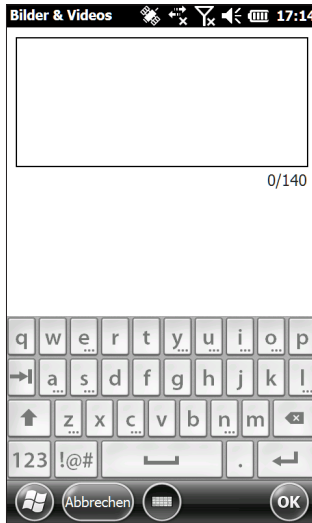 Bilder & Videos 17:14
0/140
q w e r t y u i o p
a s d f g h j k l
z x c v b n m
123 !@# .
Abbrechen OK